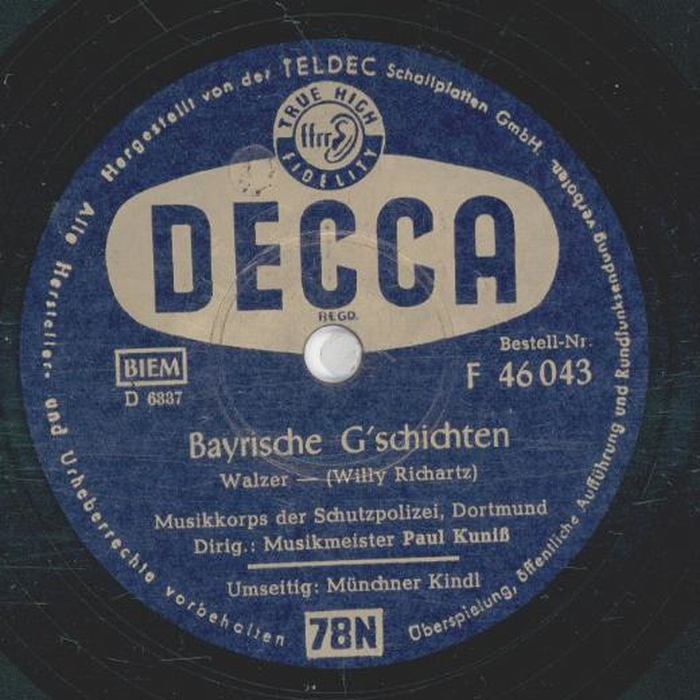 Hergestellt von der TELDEC Schallplatten GmbH.
TRUE HIGH
ffrr
FIDELITY
DECCA
REGD.
BIEM
D 6837
Bestell-Nr.
F 46 043
Bayrische G'schichten
Walzer — (Willy Richartz)
Musikkorps der Schutzpolizei, Dortmund
Dirig.: Musikmeister Paul Kuniß
Umseitig: Münchner Kindl
78N
Alle Hersteller- und Urheberrechte vorbehalten
Überspielung, öffentliche Aufführung und Rundfunksendung verboten.